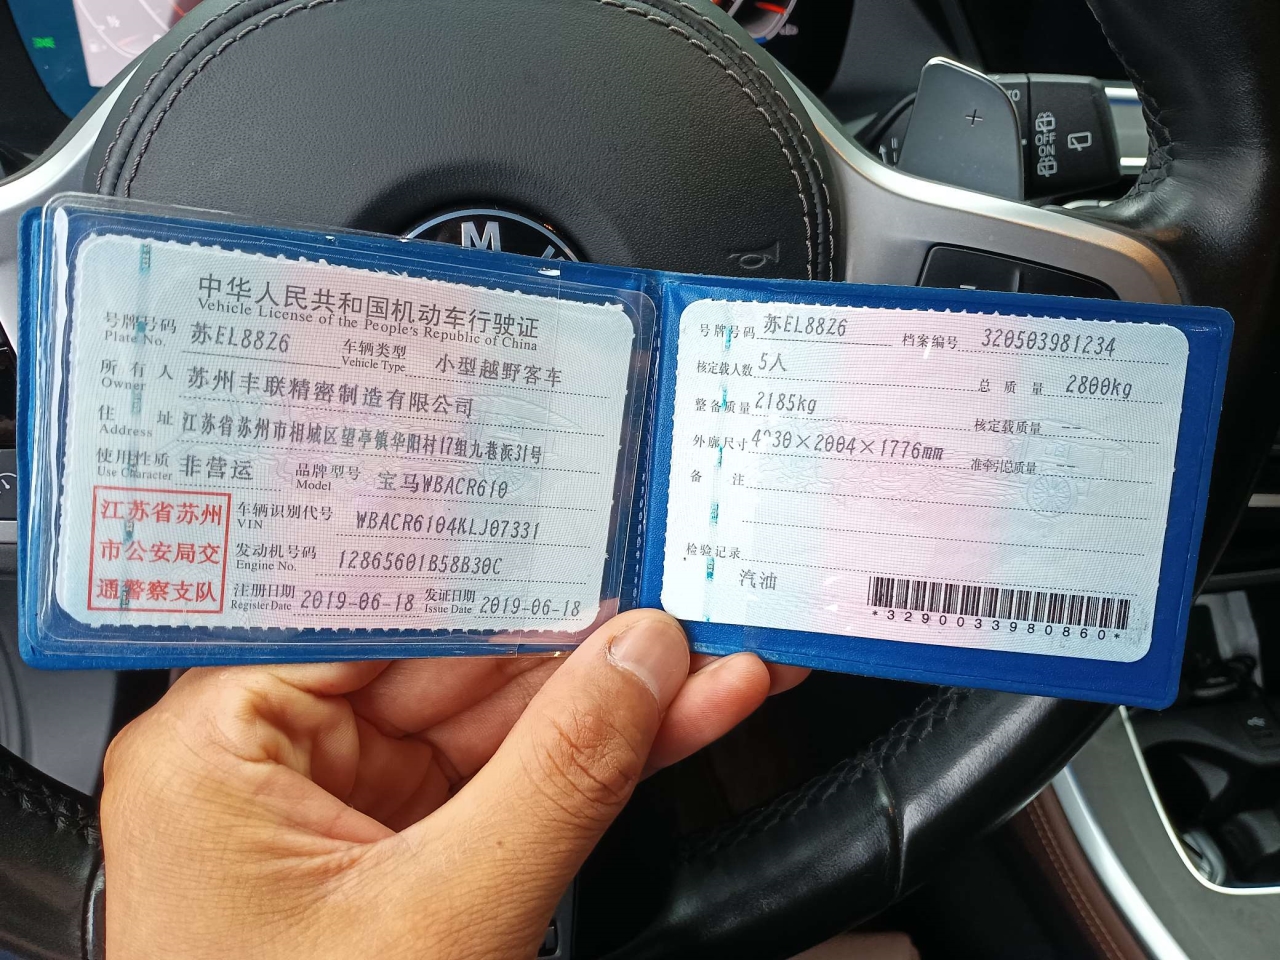 中华人民共和国机动车行驶证
Vehicle License of the People's Republic of China
号牌号码 苏EL88Z6 车辆类型 小型越野客车
Plate No. Vehicle Type
所有人 苏州丰联精密制造有限公司
Owner
住址 江苏省苏州市相城区望亭镇华阳村17组九巷浜31号
Address
使用性质 非营运 品牌型号 宝马WBACR610
Use Character Model
江苏省苏州
市公安局交
通警察支队
车辆识别代号 WBACR6104KLJ07331
VIN
发动机号码 12865601B58B30C
Engine No.
注册日期 2019-06-18 发证日期 2019-06-18
Register Date Issue Date
号牌号码 苏EL88Z6 档案编号 320503981234
核定载人数 5人 总质量 2800kg
整备质量 2185kg 核定载质量 --
外廓尺寸 ×2004×1776mm 准牵引总质量 --
备注
检验记录
汽油
*3290033980860*
M
OFF
ON
+